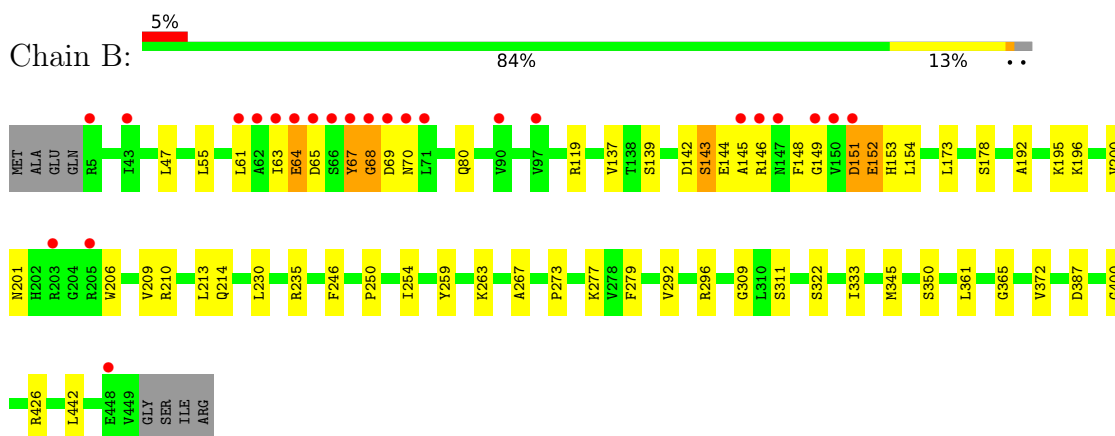 5%
Chain B:
84% 13% • •
MET ALA GLU GLN R5 I43 L47 L55 L61 A62 I63 E64 D65 S66 Y67 G68 D69 N70 L71 Q80 V90 V97 R119 V137 T138 S139 D142 S143 E144 A145 R146 N147 F148 G149 V150 D151 E152 H153 L154 L173 S178 A192 K195 K196
N201 H202 R203 G204 R205 W206 V209 R210 L213 Q214 L230 R235 F246 P250 I254 Y259 K263 A267 P273 K277 V278 F279 V292 R296 G309 L310 S311 S322 I333 M345 S350 L361 G365 V372 D387
R426 L442 E448 V449 GLY SER ILE ARG